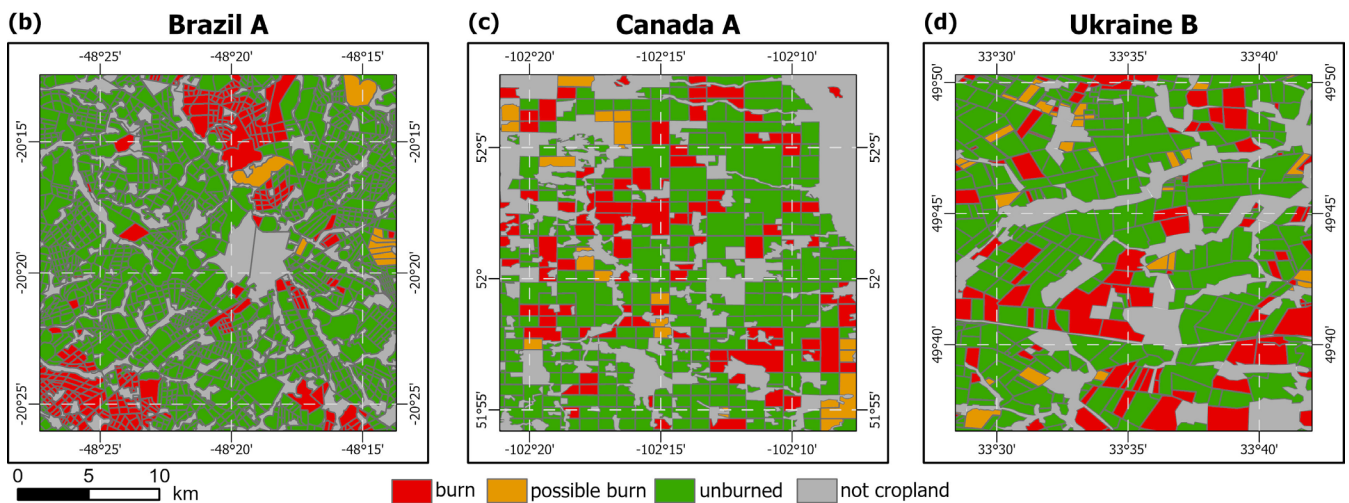 (b) Brazil A
-48°25' -48°20' -48°15'
-20°15' -20°15'
-20°20' -20°20'
-20°25' -20°25'
-48°25' -48°20' -48°15'
(c) Canada A
-102°20' -102°15' -102°10'
52°5' 52°5'
52° 52°
51°55' 51°55'
-102°20' -102°15' -102°10'
(d) Ukraine B
33°30' 33°35' 33°40'
49°50' 49°50'
49°45' 49°45'
49°40' 49°40'
33°30' 33°35' 33°40'
0 5 10
km
burn possible burn unburned not cropland